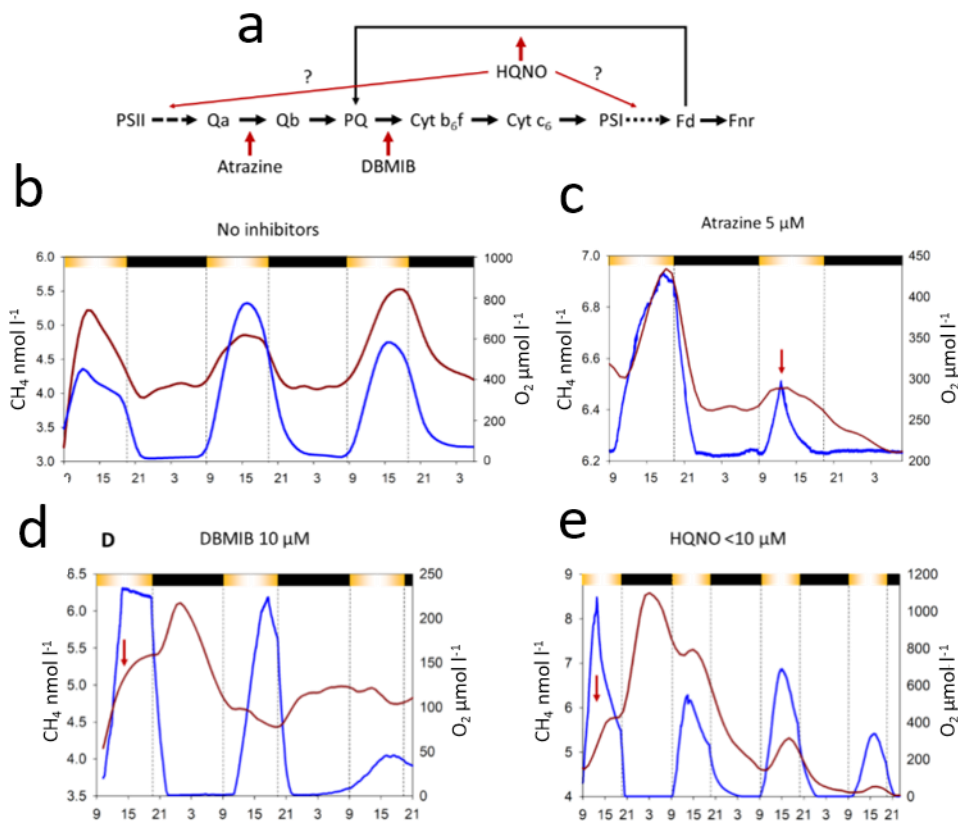 a
HQNO
? ?
PSII Qa Qb PQ Cyt b6f Cyt c6 PSI Fd Fnr
Atrazine DBMIB
b
No inhibitors
c
Atrazine 5 µM
6.0 1000
5.5 800
5.0
4.5 600
4.0 400
3.5 200
3.0 0
CH4 nmol l-1
O2 µmol l-1
9 15 21 3 9 15 21 3 9 15 21 3
7.0 450
6.8 400
6.6 350
6.4 300
6.2 250
200
CH4 nmol l-1
O2 µmol l-1
9 15 21 3 9 15 21 3
d
D DBMIB 10 µM
6.5 250
6.0 200
5.5
5.0 150
4.5 100
4.0 50
3.5 0
CH4 nmol l-1
O2 µmol l-1
9 15 21 3 9 15 21 3 9 15 21
e
HQNO <10 µM
9 1200
8 1000
7 800
6 600
5 400
4 200
0
CH4 nmol l-1
O2 µmol l-1
9 15 21 3 9 15 21 3 9 15 21 3 9 15 21